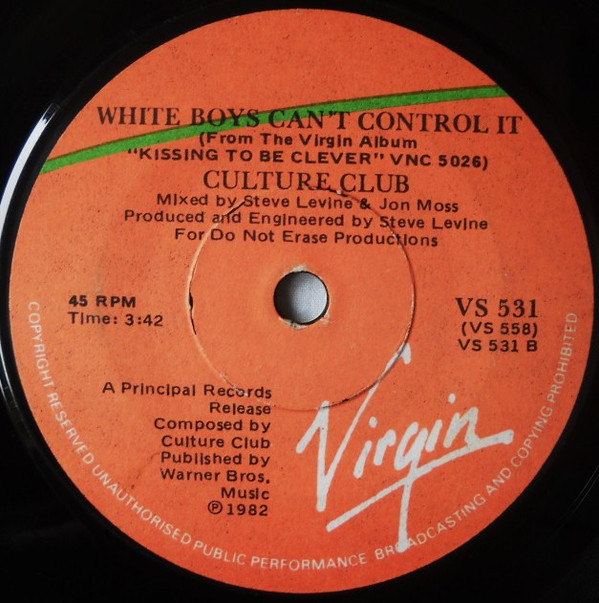 WHITE BOYS CAN'T CONTROL IT
(From The Virgin Album
"KISSING TO BE CLEVER" VNC 5026)
CULTURE CLUB
Mixed by Steve Levine & Jon Moss
Produced and Engineered by Steve Levine
For Do Not Erase Productions
45 RPM
Time: 3:42
VS 531
(VS 558)
VS 531 B
A Principal Records
Release
Composed by
Culture Club
Published by
Warner Bros.
Music
℗ 1982
Virgin
COPYRIGHT RESERVED UNAUTHORISED PUBLIC PERFORMANCE BROADCASTING AND COPYING PROHIBITED